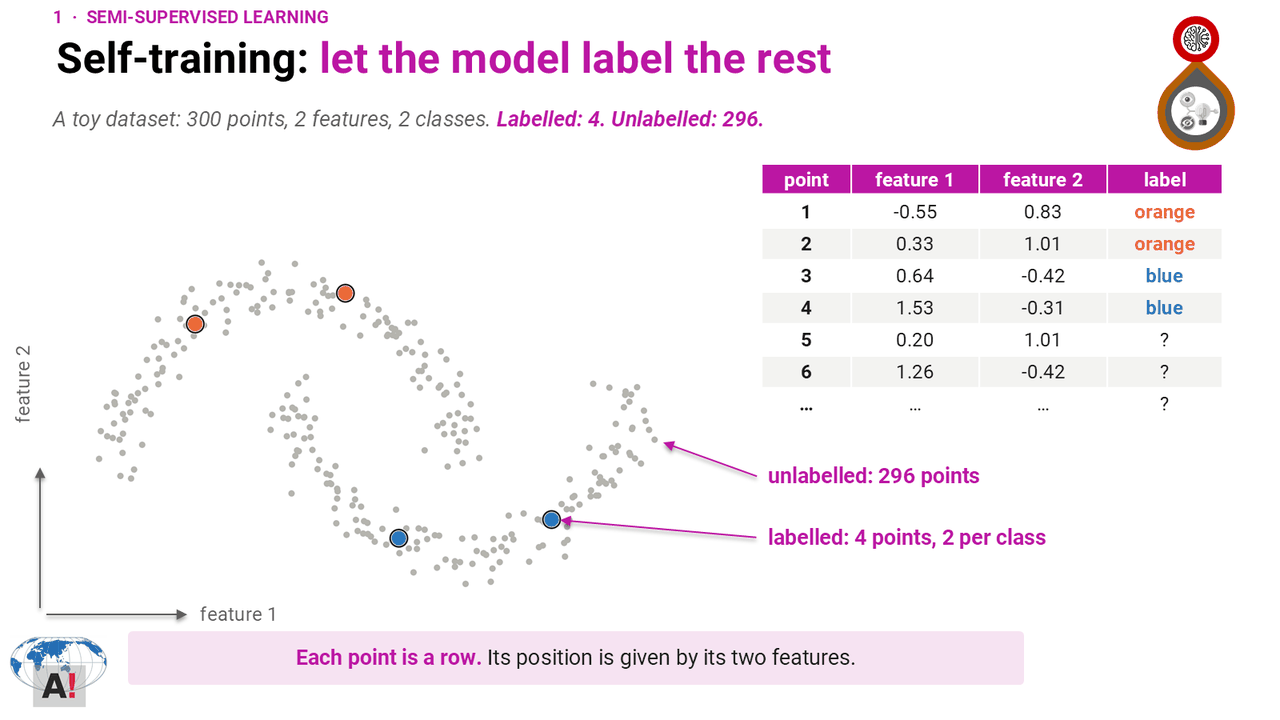 1 · SEMI-SUPERVISED LEARNING
Self-training: let the model label the rest
A toy dataset: 300 points, 2 features, 2 classes. Labelled: 4. Unlabelled: 296.
point feature 1 feature 2 label
1 -0.55 0.83 orange
2 0.33 1.01 orange
3 0.64 -0.42 blue
4 1.53 -0.31 blue
5 0.20 1.01 ?
6 1.26 -0.42 ?
... ... ... ?
feature 2
unlabelled: 296 points
labelled: 4 points, 2 per class
feature 1
Each point is a row. Its position is given by its two features.
A!